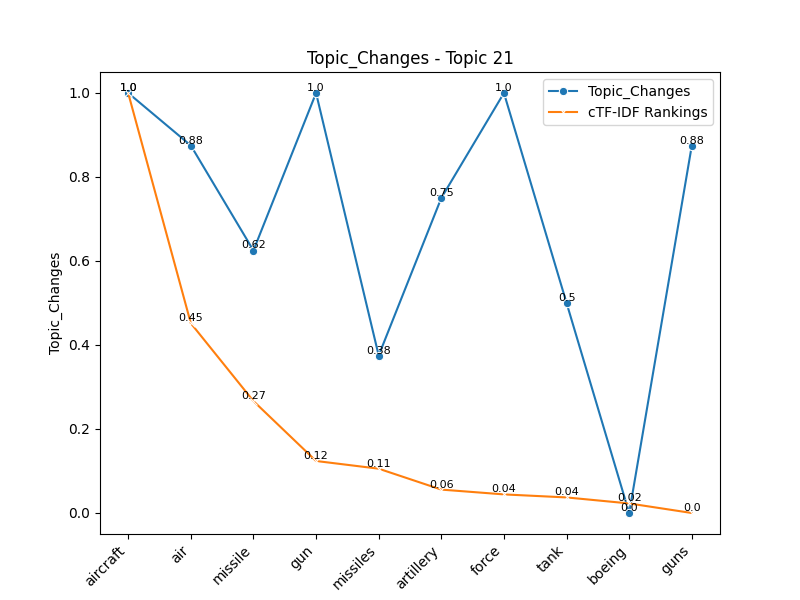 Topic_Changes - Topic 21
Topic_Changes
cTF-IDF Rankings
Topic_Changes
1.0
0.8
0.6
0.4
0.2
0.0
1.0
1.0
0.88
0.62
1.0
0.38
0.75
1.0
0.5
0.0
0.88
0.45
0.27
0.12
0.11
0.06
0.04
0.04
0.02
0.0
aircraft
air
missile
gun
missiles
artillery
force
tank
boeing
guns